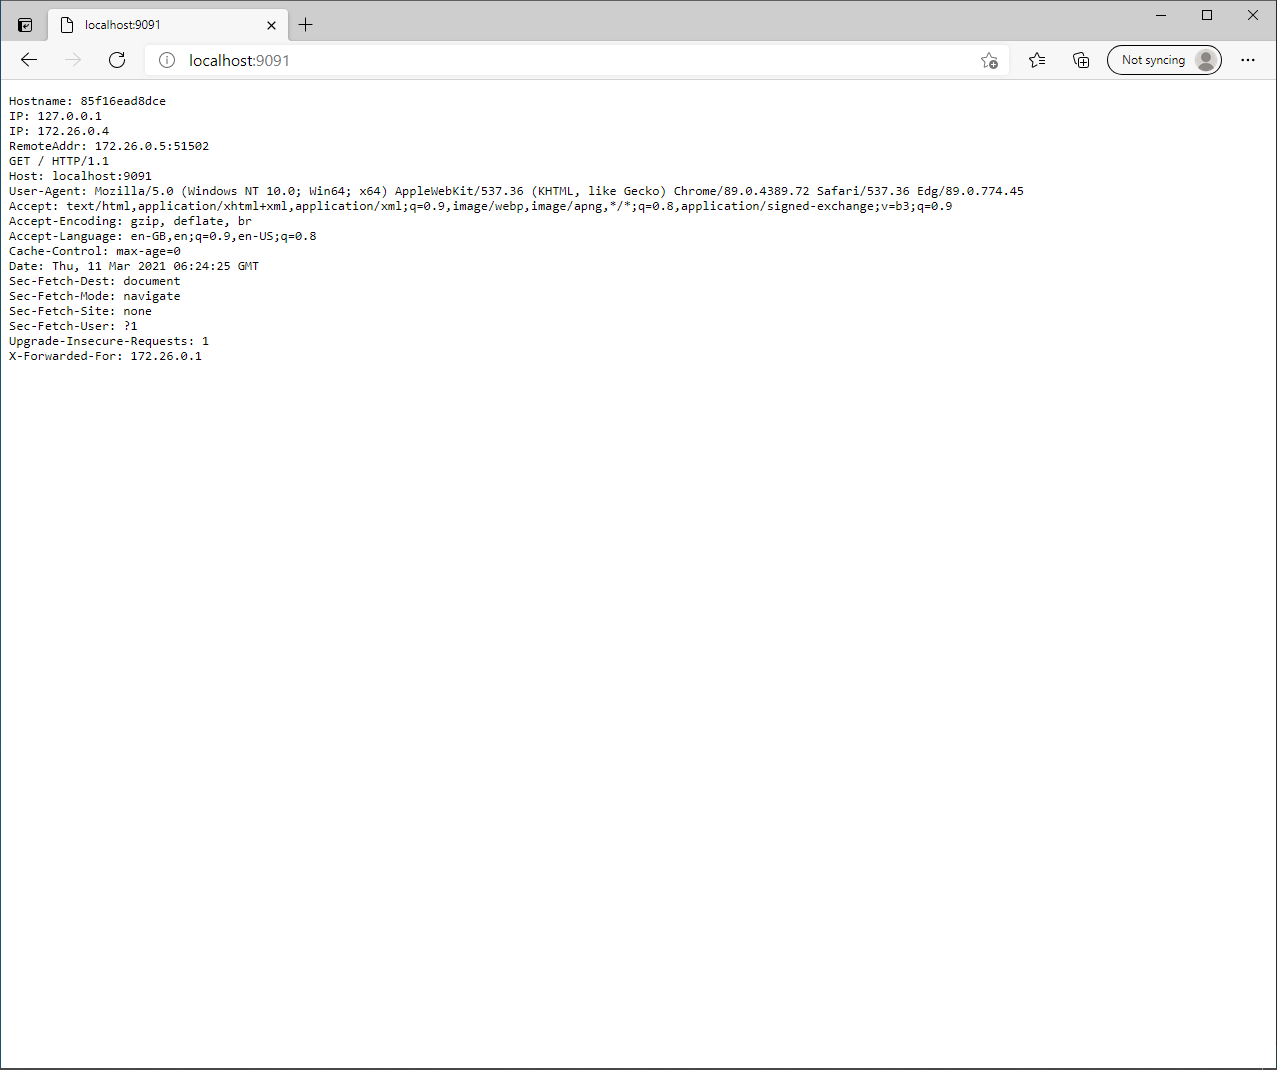 localhost:9091
localhost:9091
Not syncing
Hostname: 85f16ead8dce
IP: 127.0.0.1
IP: 172.26.0.4
RemoteAddr: 172.26.0.5:51502
GET / HTTP/1.1
Host: localhost:9091
User-Agent: Mozilla/5.0 (Windows NT 10.0; Win64; x64) AppleWebKit/537.36 (KHTML, like Gecko) Chrome/89.0.4389.72 Safari/537.36 Edg/89.0.774.45
Accept: text/html,application/xhtml+xml,application/xml;q=0.9,image/webp,image/apng,*/*;q=0.8,application/signed-exchange;v=b3;q=0.9
Accept-Encoding: gzip, deflate, br
Accept-Language: en-GB,en;q=0.9,en-US;q=0.8
Cache-Control: max-age=0
Date: Thu, 11 Mar 2021 06:24:25 GMT
Sec-Fetch-Dest: document
Sec-Fetch-Mode: navigate
Sec-Fetch-Site: none
Sec-Fetch-User: ?1
Upgrade-Insecure-Requests: 1
X-Forwarded-For: 172.26.0.1